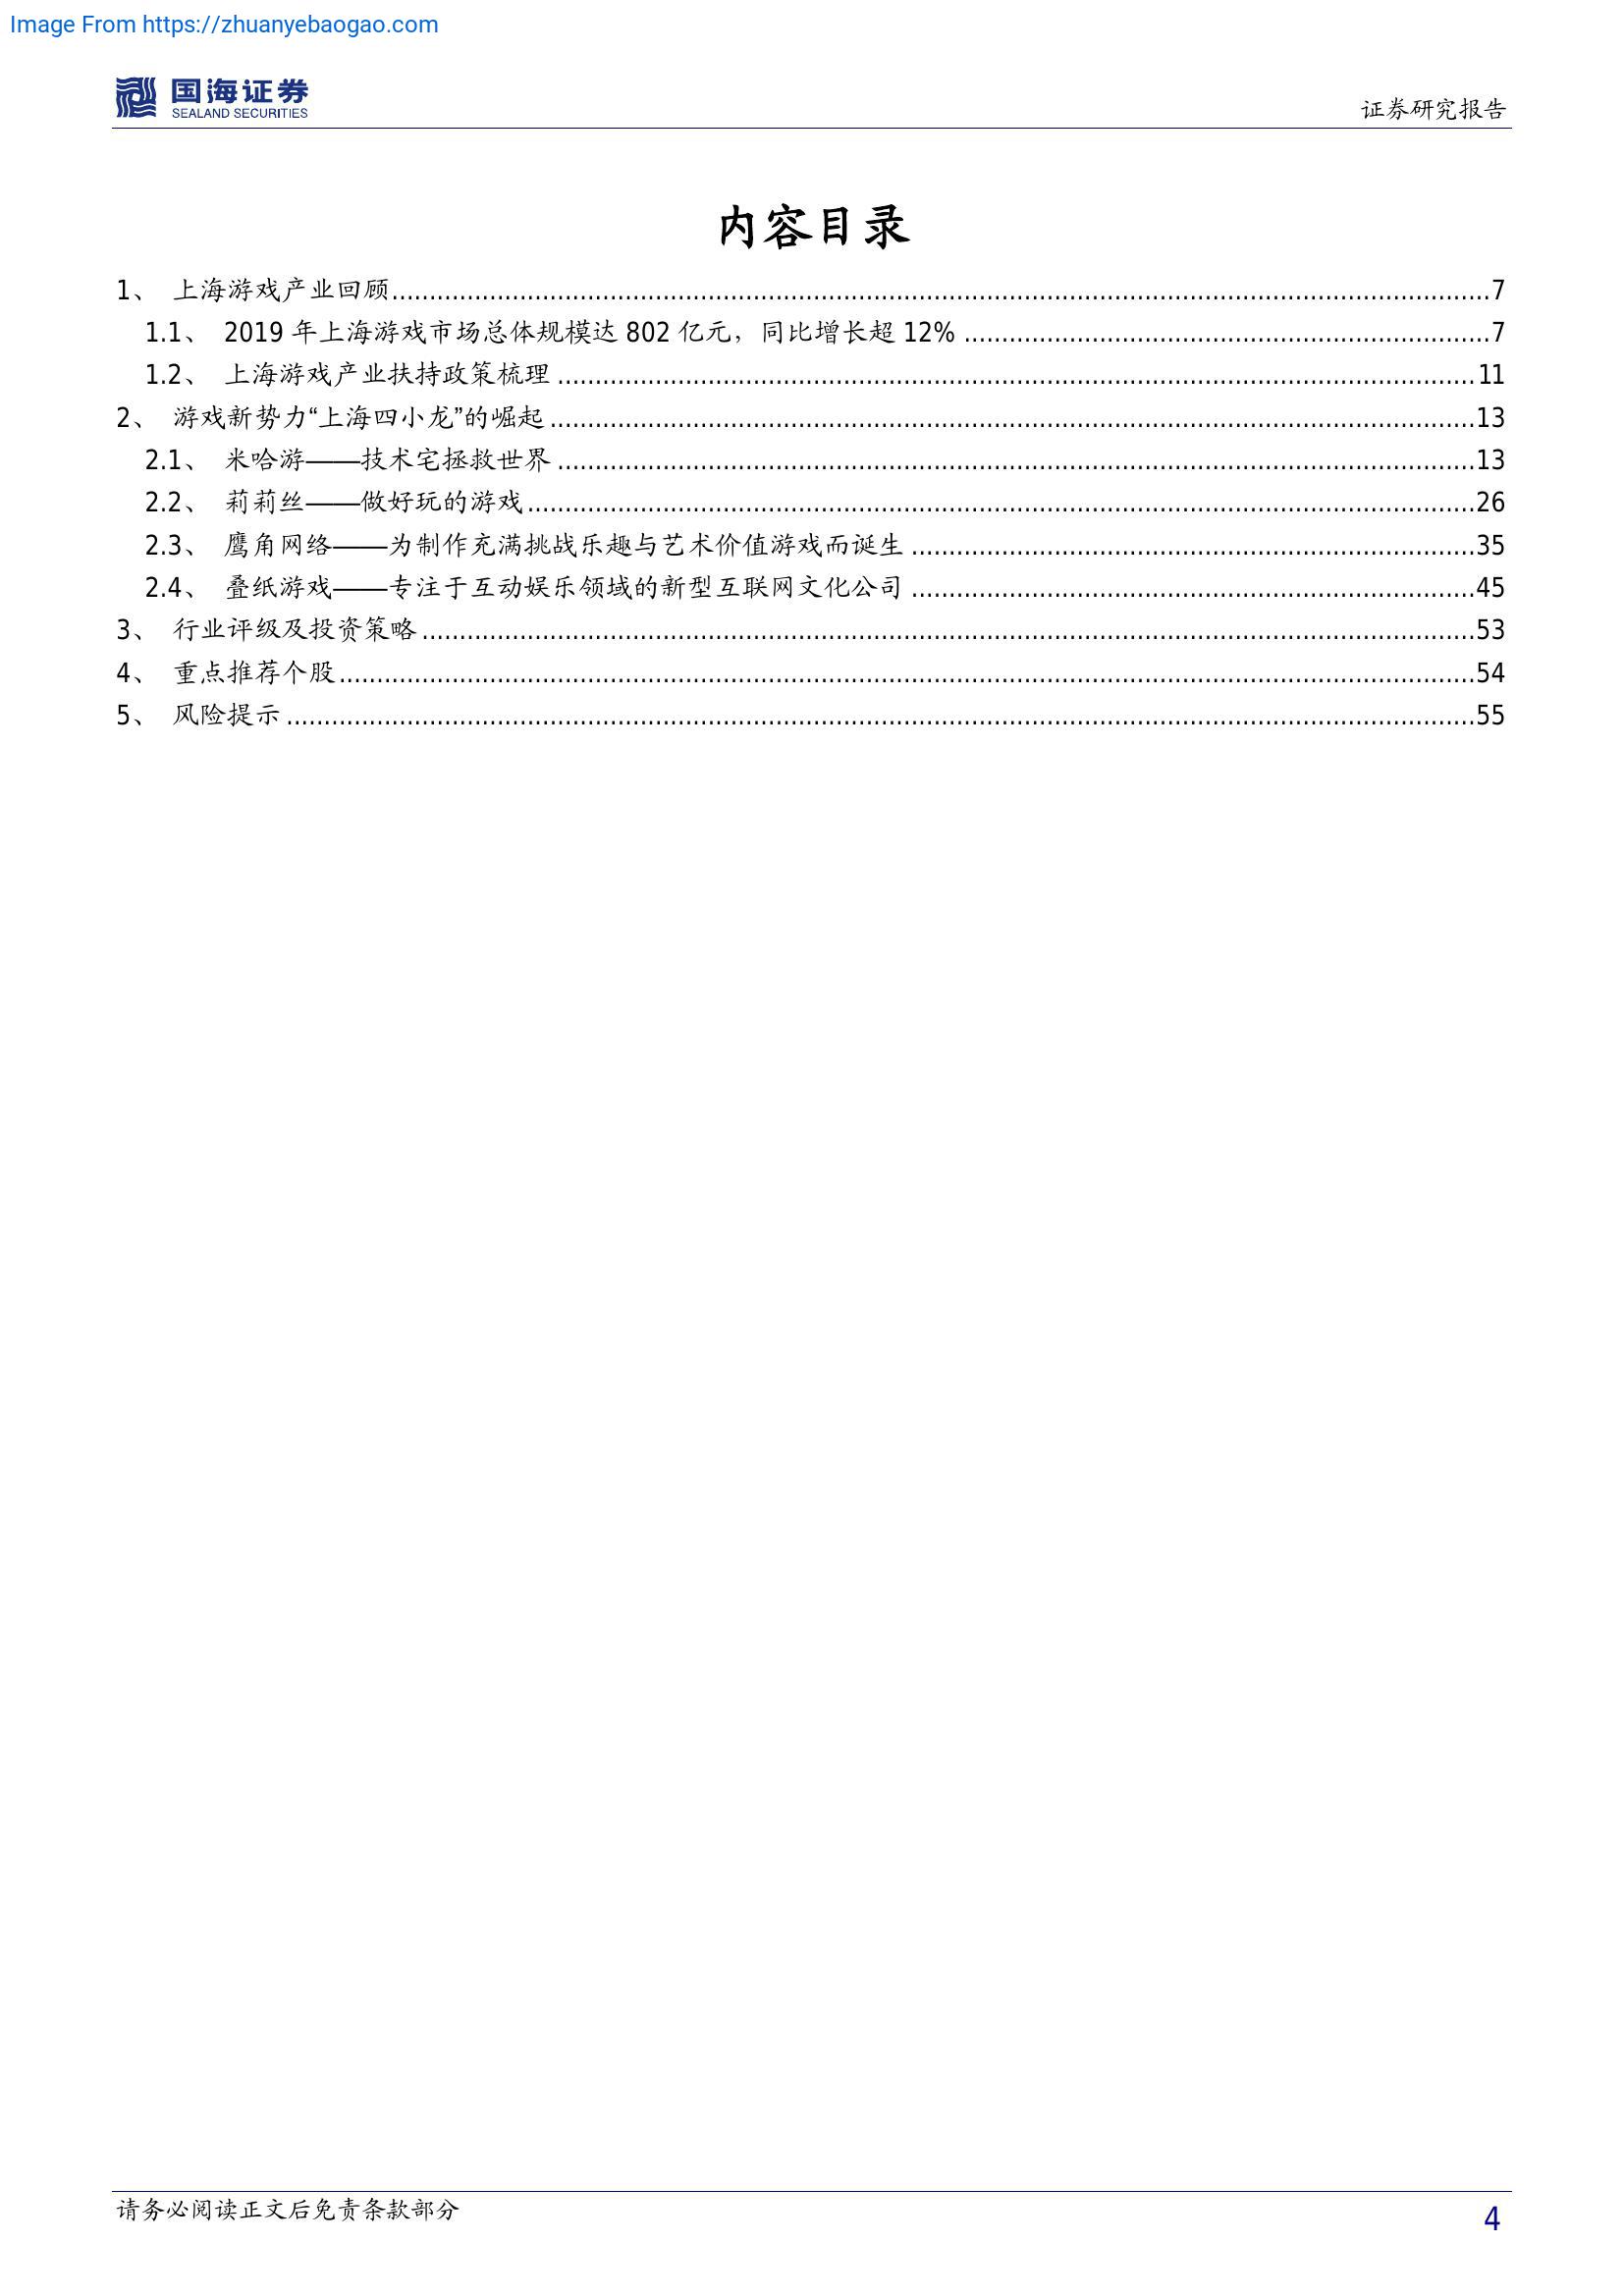 Image From https://zhuanyebaogao.com
国海证券
SEALAND SECURITIES
证券研究报告
内容目录
1、 上海游戏产业回顾..........7
1.1、 2019 年上海游戏市场总体规模达 802 亿元，同比增长超 12% ..........7
1.2、 上海游戏产业扶持政策梳理 ..........11
2、 游戏新势力“上海四小龙”的崛起 ..........13
2.1、 米哈游——技术宅拯救世界 ..........13
2.2、 莉莉丝——做好玩的游戏..........26
2.3、 鹰角网络——为制作充满挑战乐趣与艺术价值游戏而诞生 ..........35
2.4、 叠纸游戏——专注于互动娱乐领域的新型互联网文化公司 ..........45
3、 行业评级及投资策略 ..........53
4、 重点推荐个股..........54
5、 风险提示 ..........55
请务必阅读正文后免责条款部分
4